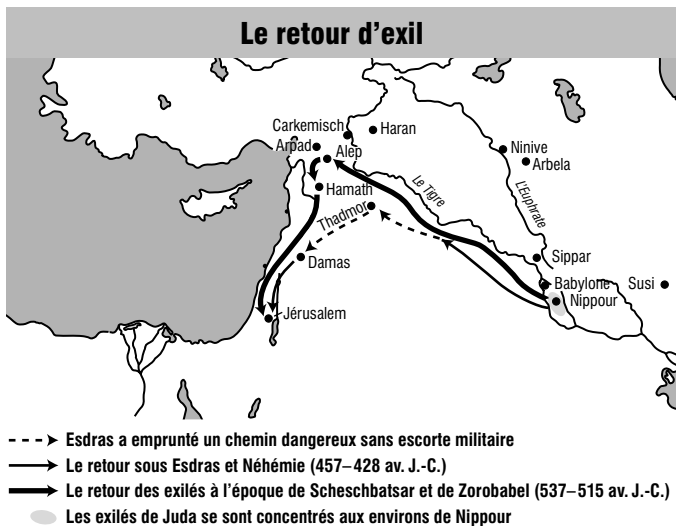 Le retour d'exil
Carkemisch
Haran
Arpad
Alep
Ninive
Arbela
Hamath
Le Tigre
L'Euphrate
Thadmor
Damas
Sippar
Babylone
Susi
Nippour
Jérusalem
Esdras a emprunté un chemin dangereux sans escorte militaire
Le retour sous Esdras et Néhémie (457–428 av. J.-C.)
Le retour des exilés à l'époque de Scheschbatsar et de Zorobabel (537–515 av. J.-C.)
Les exilés de Juda se sont concentrés aux environs de Nippour